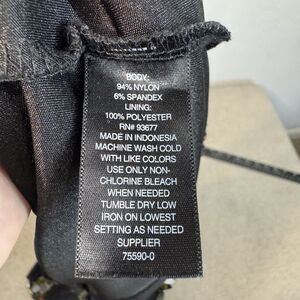 BODY:
94% NYLON
6% SPANDEX
LINING:
100% POLYESTER
RN# 93677
MADE IN INDONESIA
MACHINE WASH COLD
WITH LIKE COLORS
USE ONLY NON-
CHLORINE BLEACH
WHEN NEEDED
TUMBLE DRY LOW
IRON ON LOWEST
SETTING AS NEEDED
SUPPLIER
75590-0